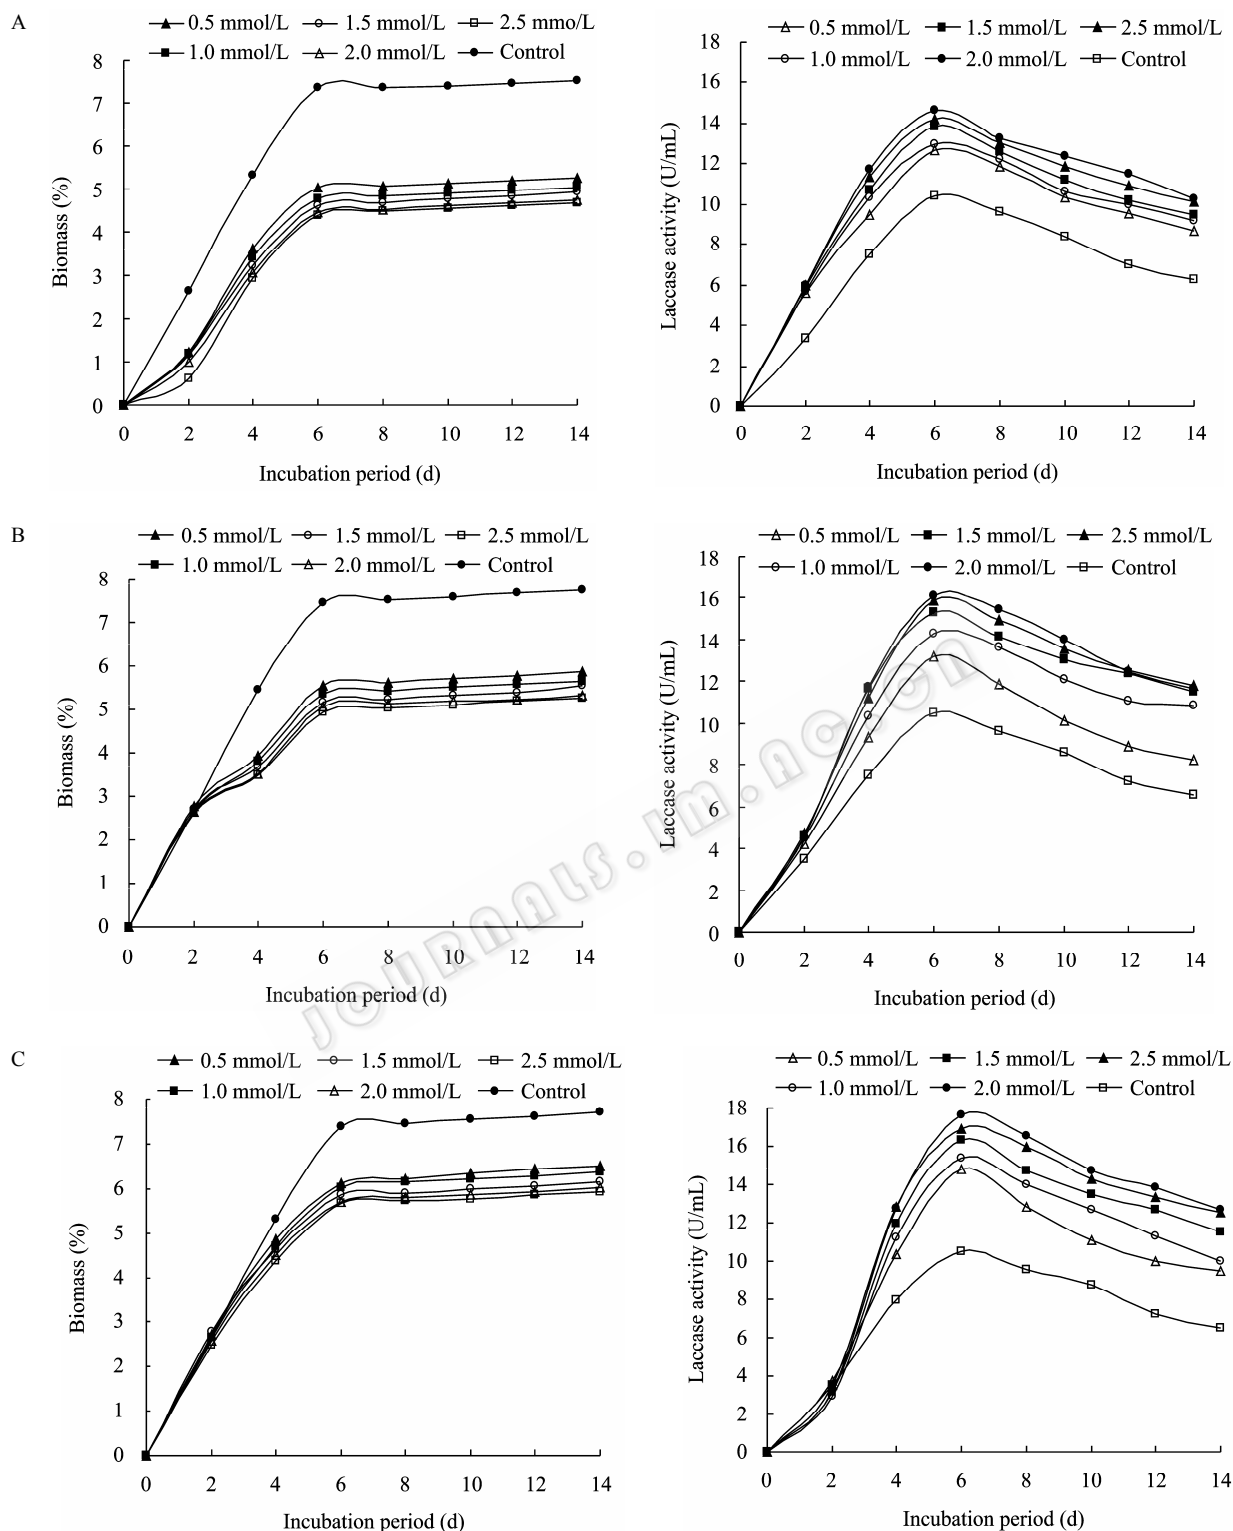 A
0.5 mmol/L 1.5 mmol/L 2.5 mmo/L
1.0 mmol/L 2.0 mmol/L Control
8
7
6
5
4
3
2
1
0
Biomass (%)
0 2 4 6 8 10 12 14
Incubation period (d)
0.5 mmol/L 1.5 mmol/L 2.5 mmol/L
1.0 mmol/L 2.0 mmol/L Control
18
16
14
12
10
8
6
4
2
0
Laccase activity (U/mL)
0 2 4 6 8 10 12 14
Incubation period (d)
B
0.5 mmol/L 1.5 mmol/L 2.5 mmol/L
1.0 mmol/L 2.0 mmol/L Control
8
7
6
5
4
3
2
1
0
Biomass (%)
0 2 4 6 8 10 12 14
Incubation period (d)
0.5 mmol/L 1.5 mmol/L 2.5 mmol/L
1.0 mmol/L 2.0 mmol/L Control
18
16
14
12
10
8
6
4
2
0
Laccase activity (U/mL)
0 2 4 6 8 10 12 14
Incubation period (d)
JOURNALS.IM.AC.CN
C
0.5 mmol/L 1.5 mmol/L 2.5 mmol/L
1.0 mmol/L 2.0 mmol/L Control
8
7
6
5
4
3
2
1
0
Biomass (%)
0 2 4 6 8 10 12 14
Incubation period (d)
0.5 mmol/L 1.5 mmol/L 2.5 mmol/L
1.0 mmol/L 2.0 mmol/L Control
18
16
14
12
10
8
6
4
2
0
Laccase activity (U/mL)
0 2 4 6 8 10 12 14
Incubation period (d)